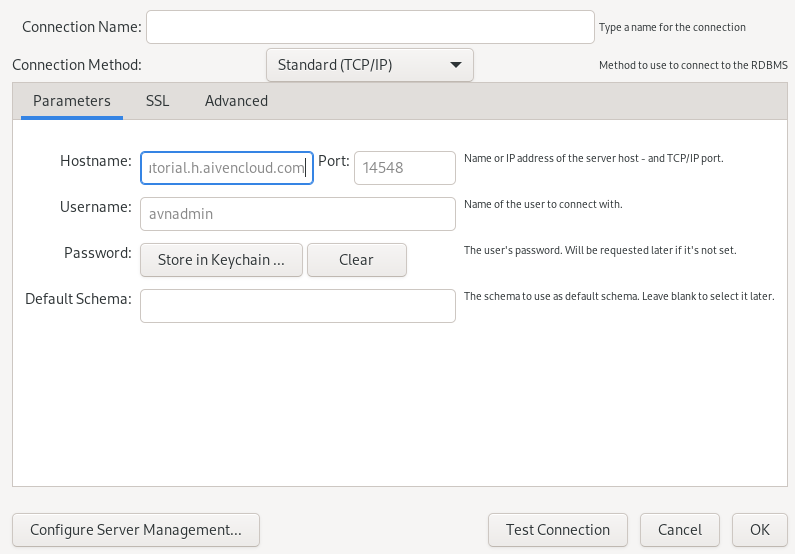 Connection Name: Type a name for the connection
Connection Method: Standard (TCP/IP) Method to use to connect to the RDBMS
Parameters SSL Advanced
Hostname: torial.h.aivencloud.com Port: 14548 Name or IP address of the server host - and TCP/IP port.
Username: avnadmin Name of the user to connect with.
Password: Store in Keychain ... Clear The user's password. Will be requested later if it's not set.
Default Schema: The schema to use as default schema. Leave blank to select it later.
Configure Server Management... Test Connection Cancel OK